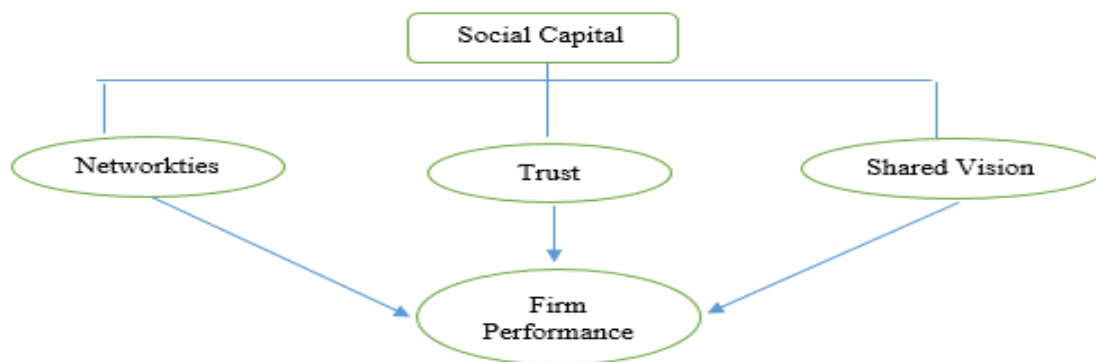 Social Capital
Networkties
Trust
Shared Vision
Firm
Performance